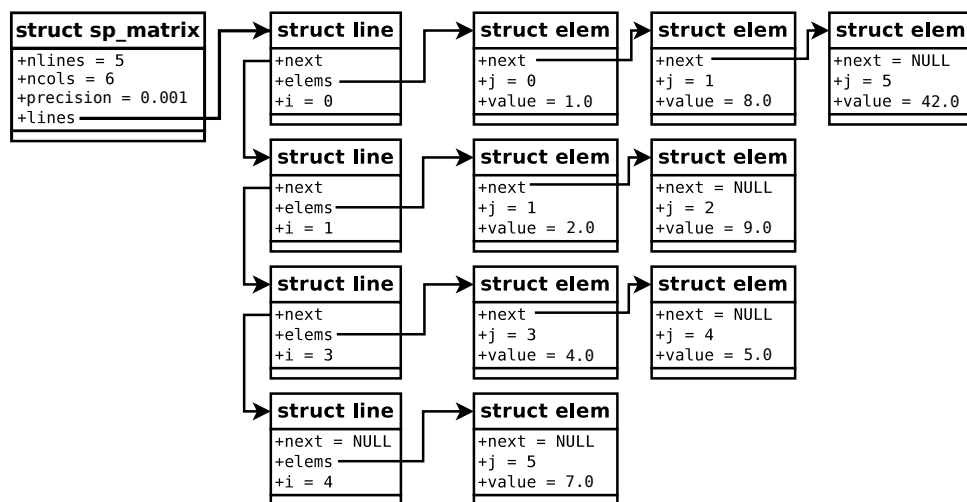 struct sp_matrix
+nlines = 5
+ncols = 6
+precision = 0.001
+lines
struct line
+next
+elems
+i = 0
struct elem
+next
+j = 0
+value = 1.0
struct elem
+next
+j = 1
+value = 8.0
struct elem
+next = NULL
+j = 5
+value = 42.0
struct line
+next
+elems
+i = 1
struct elem
+next
+j = 1
+value = 2.0
struct elem
+next = NULL
+j = 2
+value = 9.0
struct line
+next
+elems
+i = 3
struct elem
+next
+j = 3
+value = 4.0
struct elem
+next = NULL
+j = 4
+value = 5.0
struct line
+next = NULL
+elems
+i = 4
struct elem
+next = NULL
+j = 5
+value = 7.0